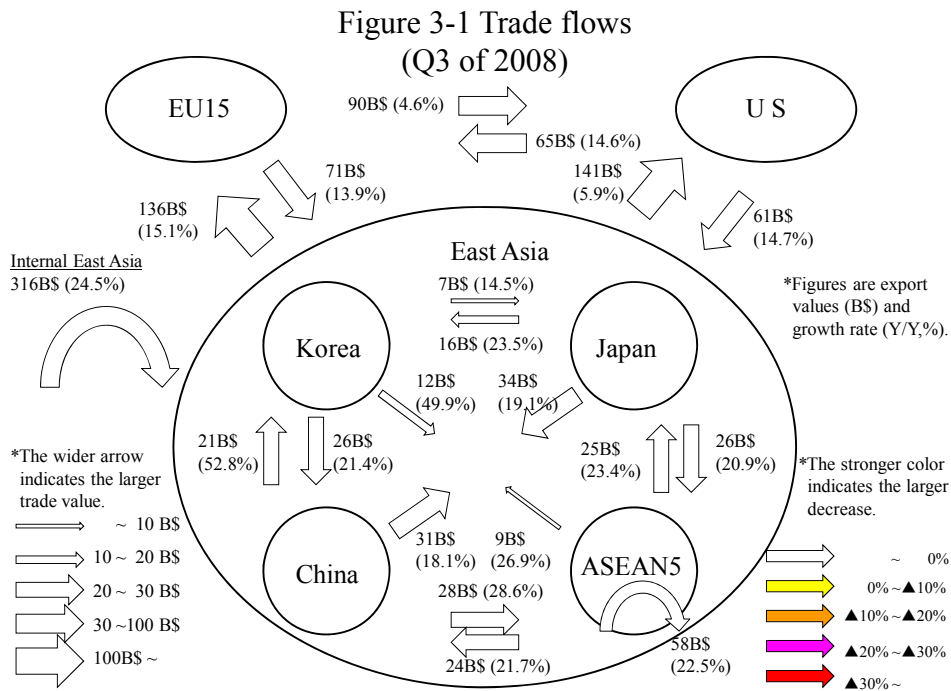 Figure 3-1 Trade flows
(Q3 of 2008)
EU15
90B$ (4.6%)
65B$ (14.6%)
U S
71B$
(13.9%)
136B$
(15.1%)
141B$
(5.9%)
61B$
(14.7%)
Internal East Asia
316B$ (24.5%)
East Asia
*Figures are export
values (B$) and
growth rate (Y/Y,%).
7B$ (14.5%)
16B$ (23.5%)
Korea
Japan
12B$
(49.9%)
34B$
(19.1%)
21B$
(52.8%)
26B$
(21.4%)
25B$
(23.4%)
26B$
(20.9%)
*The wider arrow
indicates the larger
trade value.
~ 10 B$
10 ~ 20 B$
20 ~ 30 B$
30 ~100 B$
100B$ ~
China
31B$
(18.1%)
9B$
(26.9%)
ASEAN5
28B$ (28.6%)
24B$ (21.7%)
58B$
(22.5%)
*The stronger color
indicates the larger
decrease.
~ 0%
0% ~▲10%
▲10% ~▲20%
▲20% ~▲30%
▲30% ~